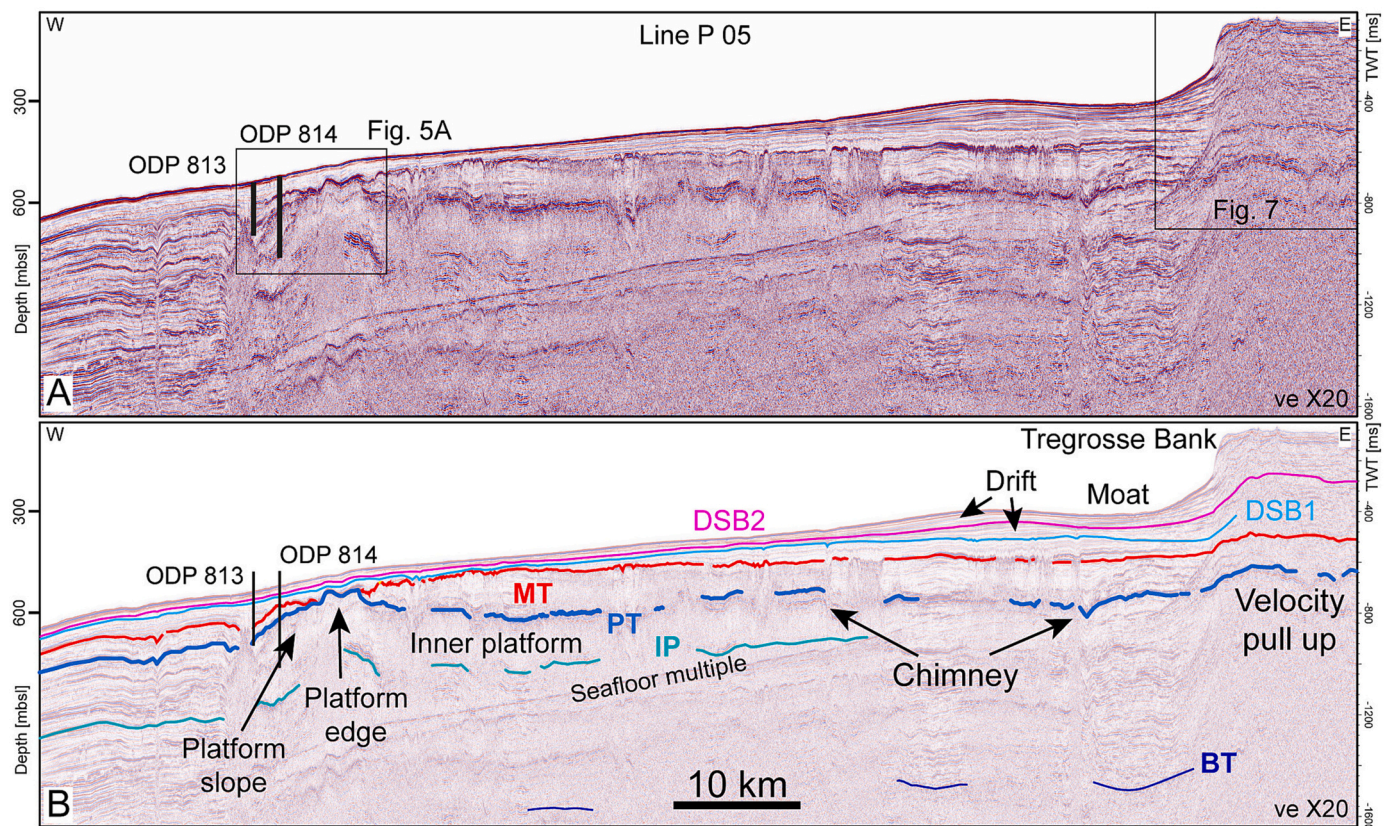 W
Line P 05
E
TWT [ms]
300
-400
ODP 814
Fig. 5A
ODP 813
600
-800
Fig. 7
Depth [mbsl]
-1200
A
ve X20
-1600
W
Tregrosse Bank
E
TWT [ms]
Drift
Moat
300
-400
DSB2
DSB1
ODP 814
ODP 813
MT
600
-800
PT
Velocity
pull up
Inner platform
IP
Chimney
Seafloor multiple
Platform
edge
Depth [mbsl]
-1200
Platform
slope
BT
10 km
B
ve X20
-1600